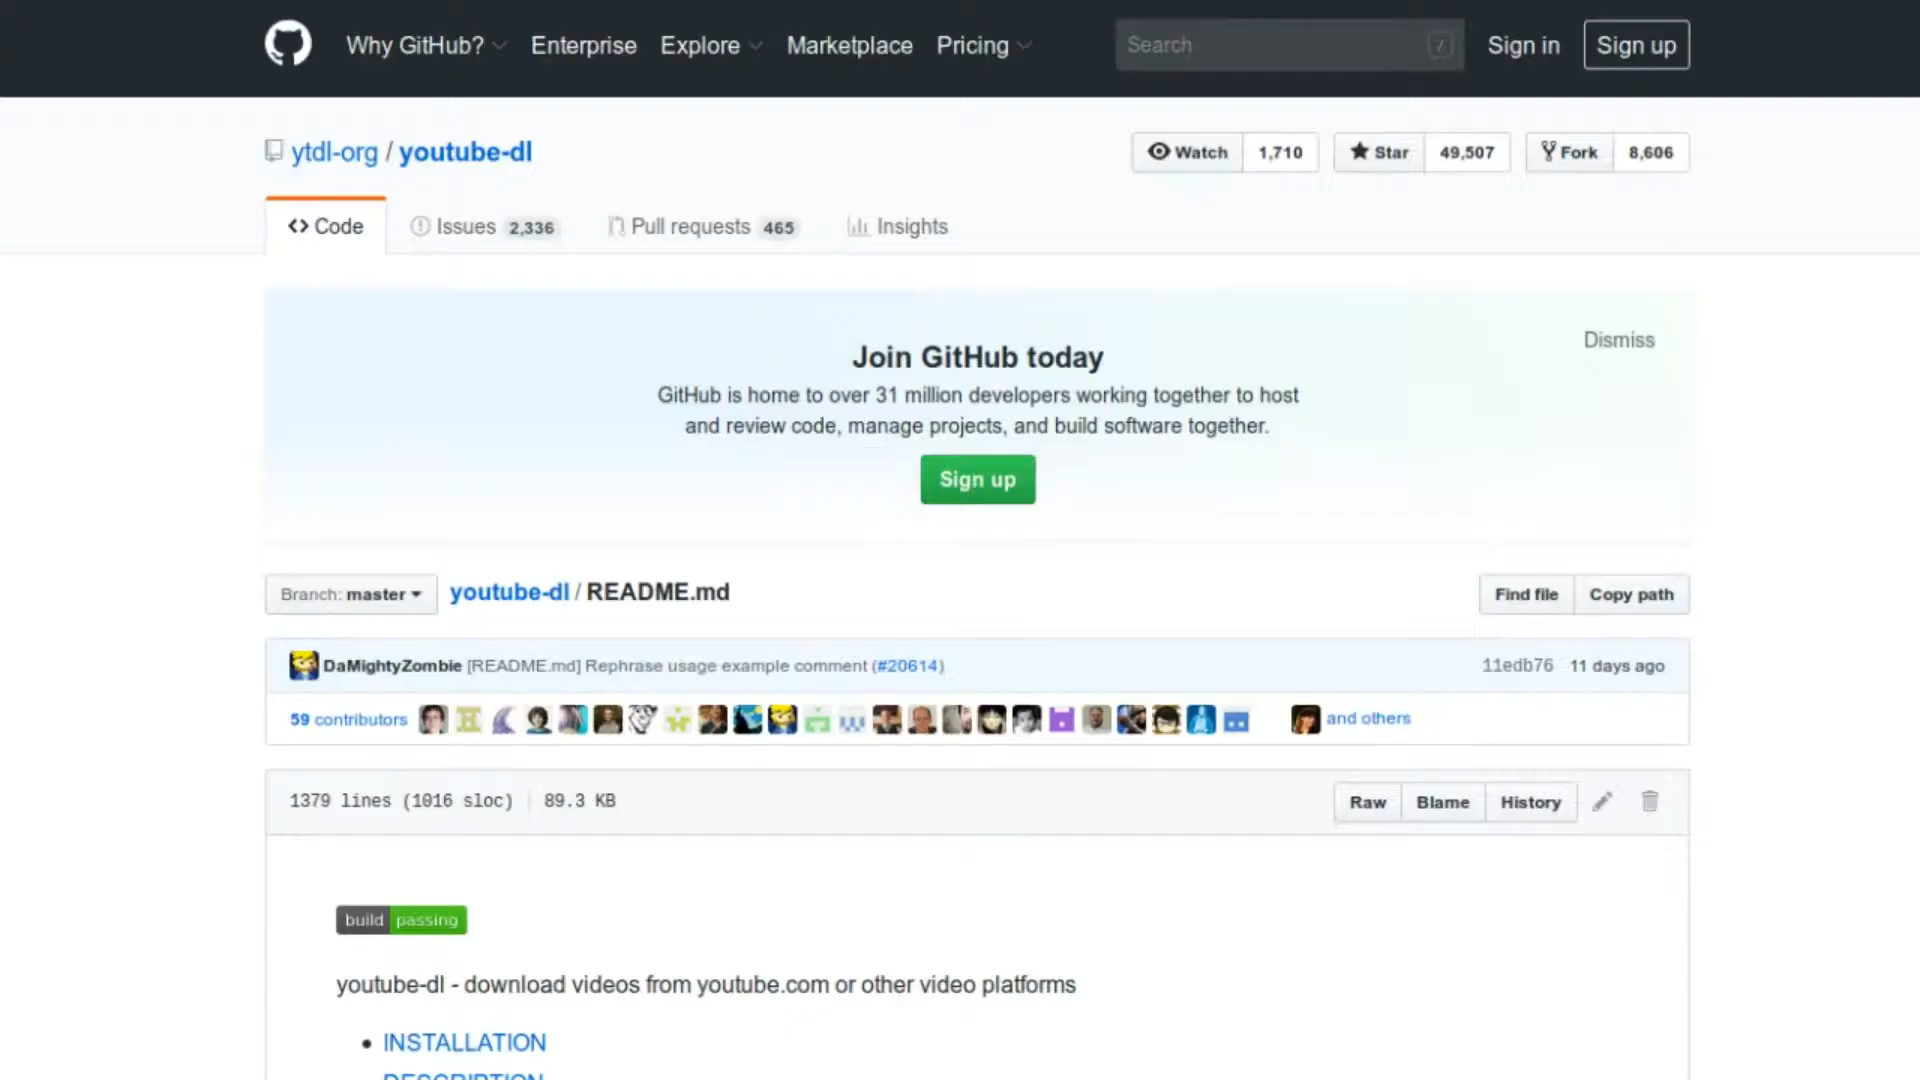 Why GitHub? Enterprise Explore Marketplace Pricing Search / Sign in Sign up
ytdl-org / youtube-dl Watch 1,710 Star 49,507 Fork 8,606
Code Issues 2,336 Pull requests 465 Insights
Dismiss
Join GitHub today
GitHub is home to over 31 million developers working together to host
and review code, manage projects, and build software together.
Sign up
Branch: master youtube-dl / README.md Find file Copy path
DaMightyZombie [README.md] Rephrase usage example comment (#20614) 11edb76 11 days ago
59 contributors and others
1379 lines (1016 sloc) 89.3 KB Raw Blame History
build passing
youtube-dl - download videos from youtube.com or other video platforms
• INSTALLATION
DESCRIPTION